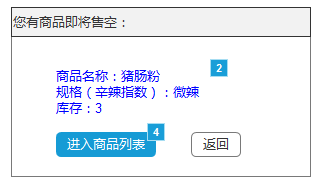 您有商品即将售空：
2
商品名称：猪肠粉
规格（辛辣指数）：微辣
库存：3
4
进入商品列表
返回